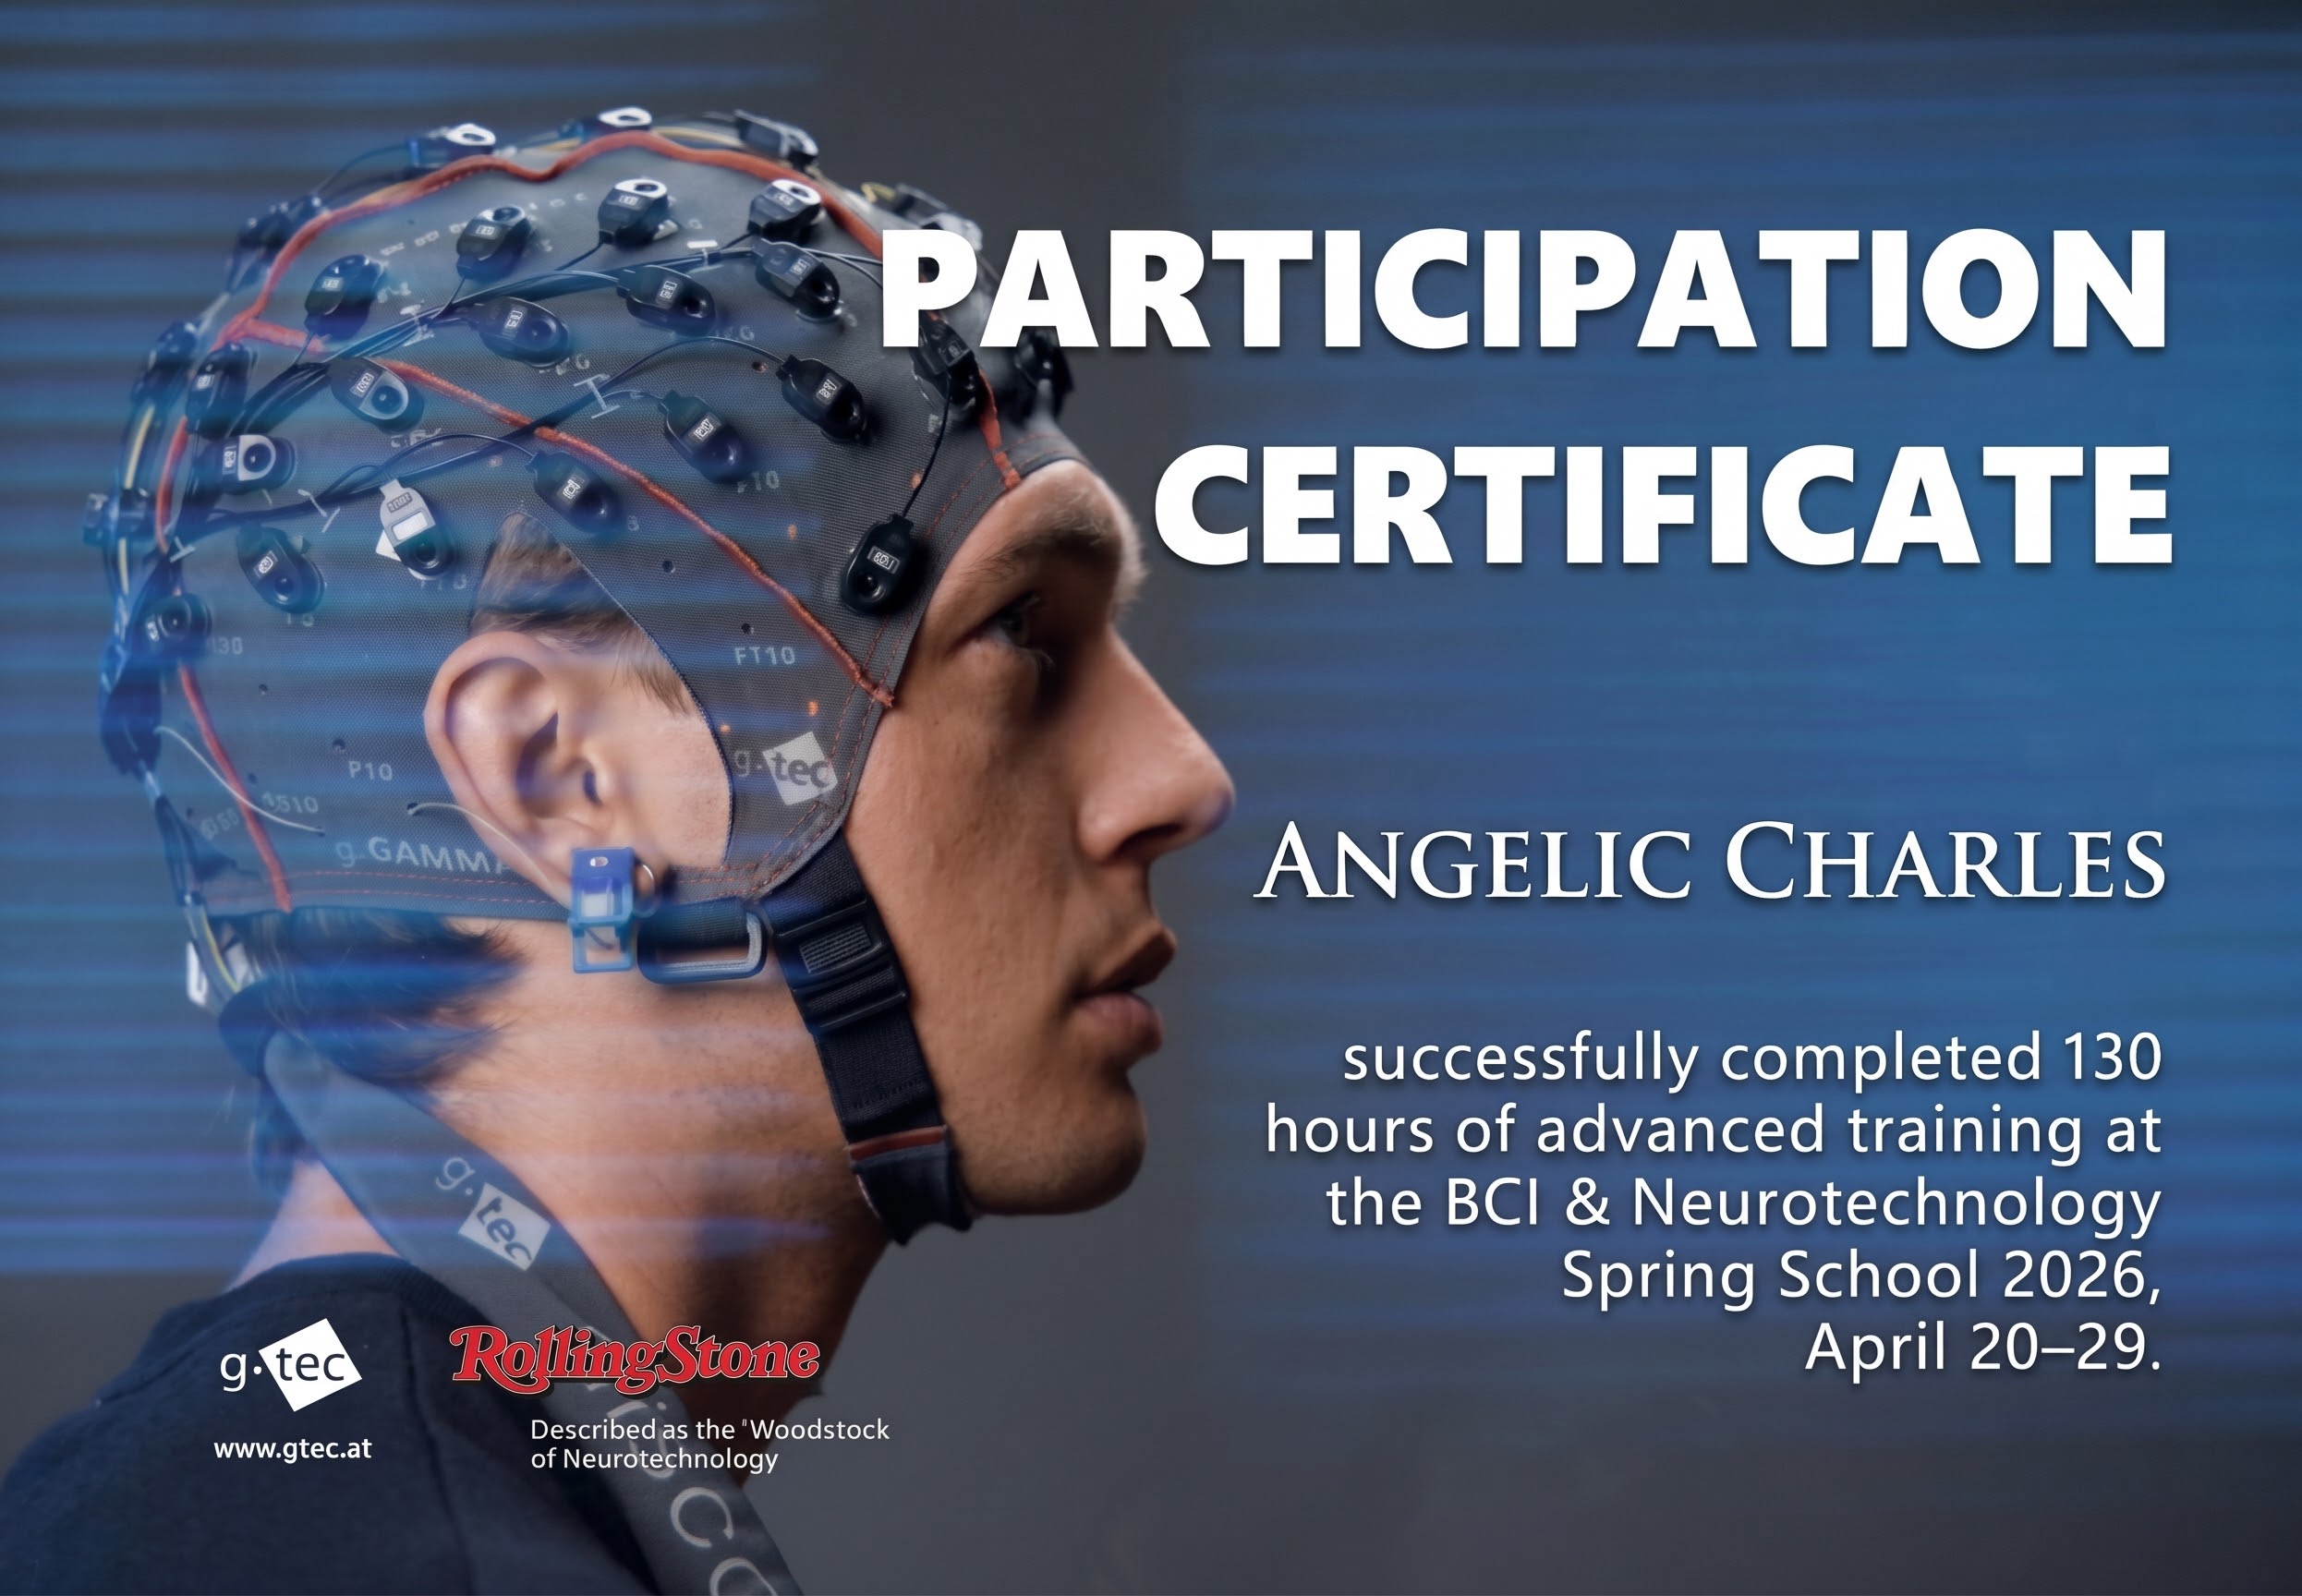 PARTICIPATION
CERTIFICATE
FT10
g.tec
P10
g.GAMMA
ANGELIC CHARLES
successfully completed 130
hours of advanced training at
the BCI & Neurotechnology
Spring School 2026,
April 20–29.
g.tec
g.tec
www.gtec.at
RollingStone
Described as the "Woodstock
of Neurotechnology